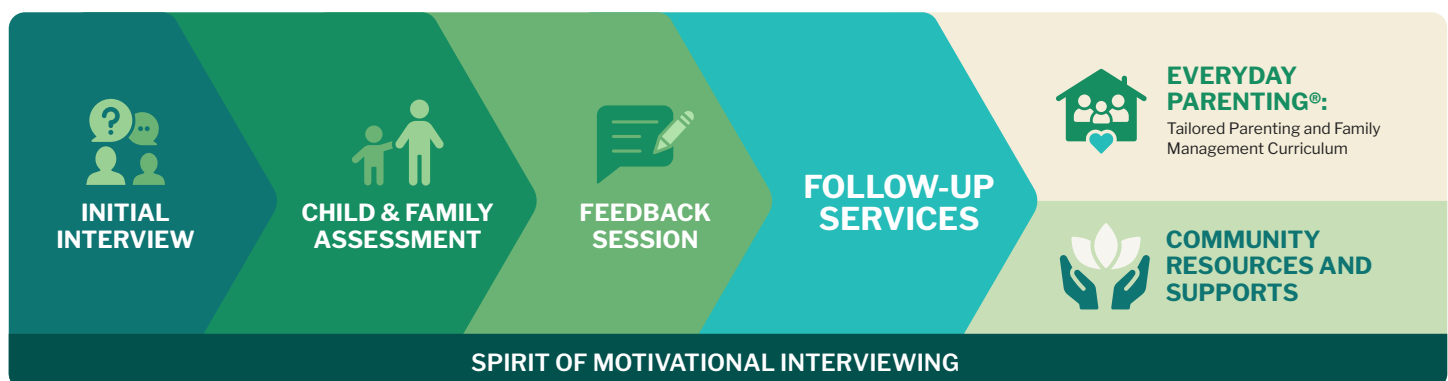 INITIAL
INTERVIEW
CHILD & FAMILY
ASSESSMENT
FEEDBACK
SESSION
FOLLOW-UP
SERVICES
EVERYDAY
PARENTING®:
Tailored Parenting and Family
Management Curriculum
COMMUNITY
RESOURCES AND
SUPPORTS
SPIRIT OF MOTIVATIONAL INTERVIEWING